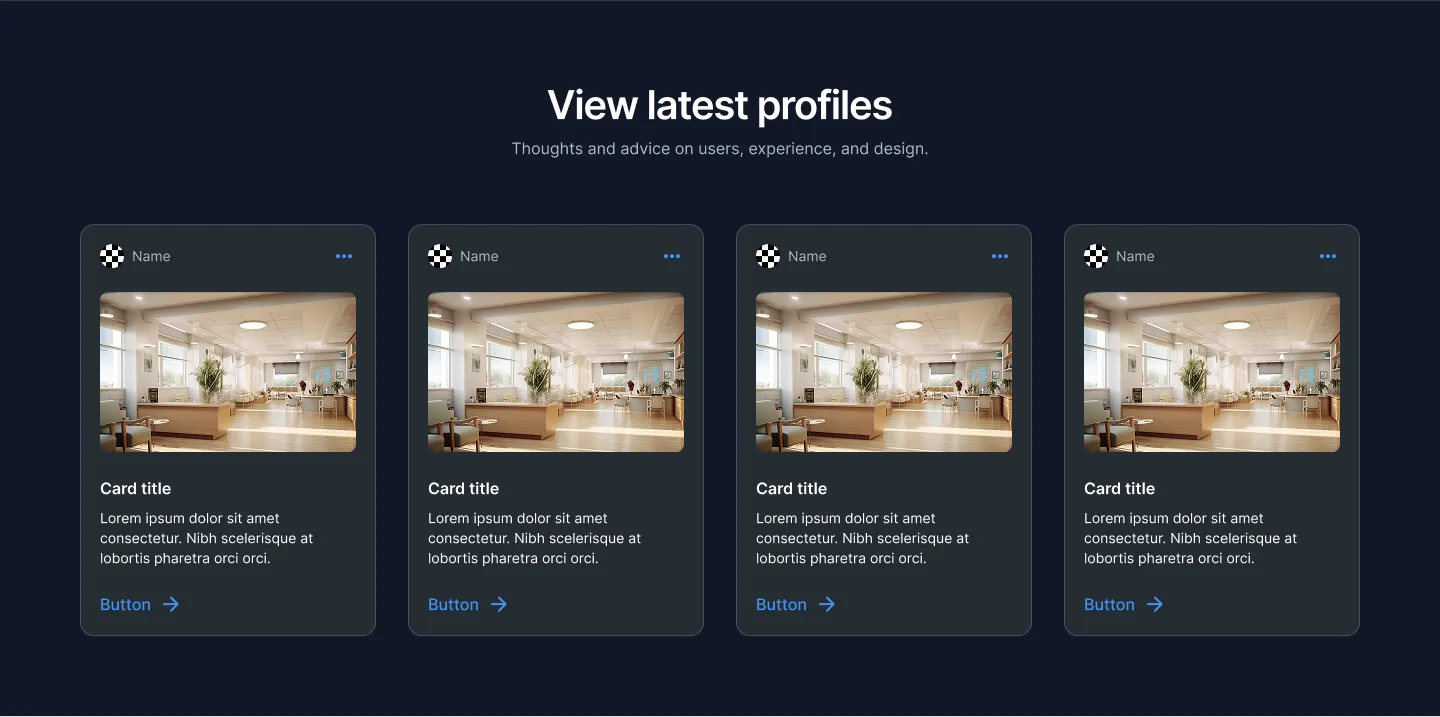 View latest profiles
Thoughts and advice on users, experience, and design.
Name
Card title
Lorem ipsum dolor sit amet
consectetur. Nibh scelerisque at
lobortis pharetra orci orci.
Button
Name
Card title
Lorem ipsum dolor sit amet
consectetur. Nibh scelerisque at
lobortis pharetra orci orci.
Button
Name
Card title
Lorem ipsum dolor sit amet
consectetur. Nibh scelerisque at
lobortis pharetra orci orci.
Button
Name
Card title
Lorem ipsum dolor sit amet
consectetur. Nibh scelerisque at
lobortis pharetra orci orci.
Button